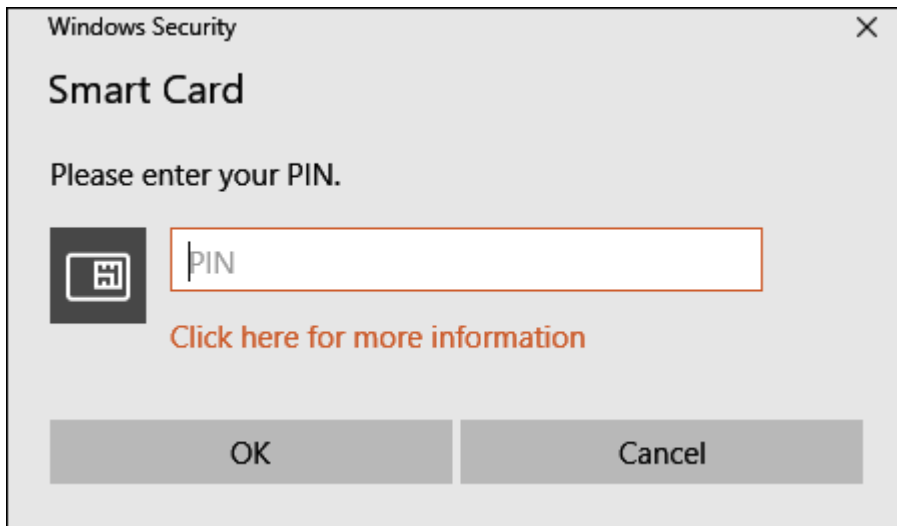 Windows Security
Smart Card
Please enter your PIN.
PIN
Click here for more information
OK
Cancel